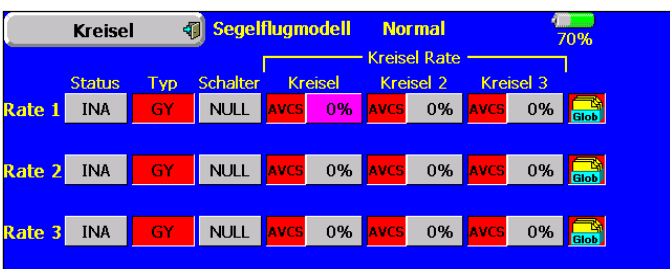 Kreisel Segelflugmodell Normal 70%
Kreisel Rate
Status Typ Schalter Kreisel Kreisel 2 Kreisel 3
Rate 1 INA GY NULL AVCS 0% AVCS 0% AVCS 0% Glob
Rate 2 INA GY NULL AVCS 0% AVCS 0% AVCS 0% Glob
Rate 3 INA GY NULL AVCS 0% AVCS 0% AVCS 0% Glob